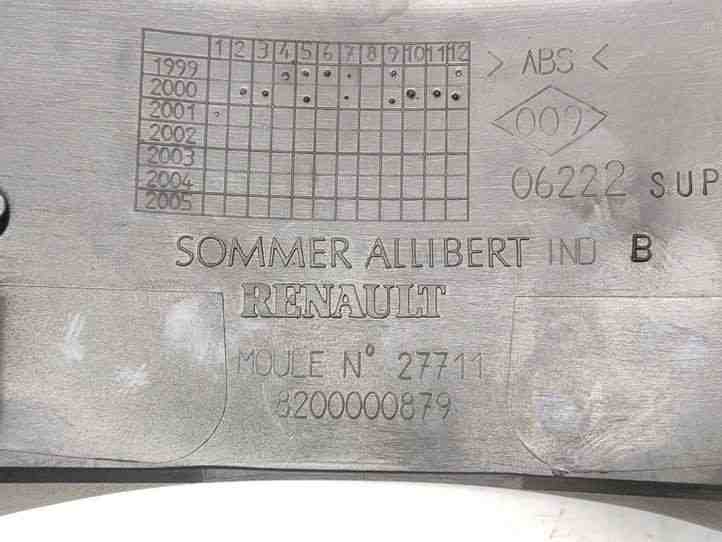 1 2 3 4 5 6 7 8 9 10 11 12
1999
2000
2001
2002
2003
2004
2005
> ABS <
009
06222 SUP
SOMMER ALLIBERT IND B
RENAULT
MOULE N° 27711
8200000879